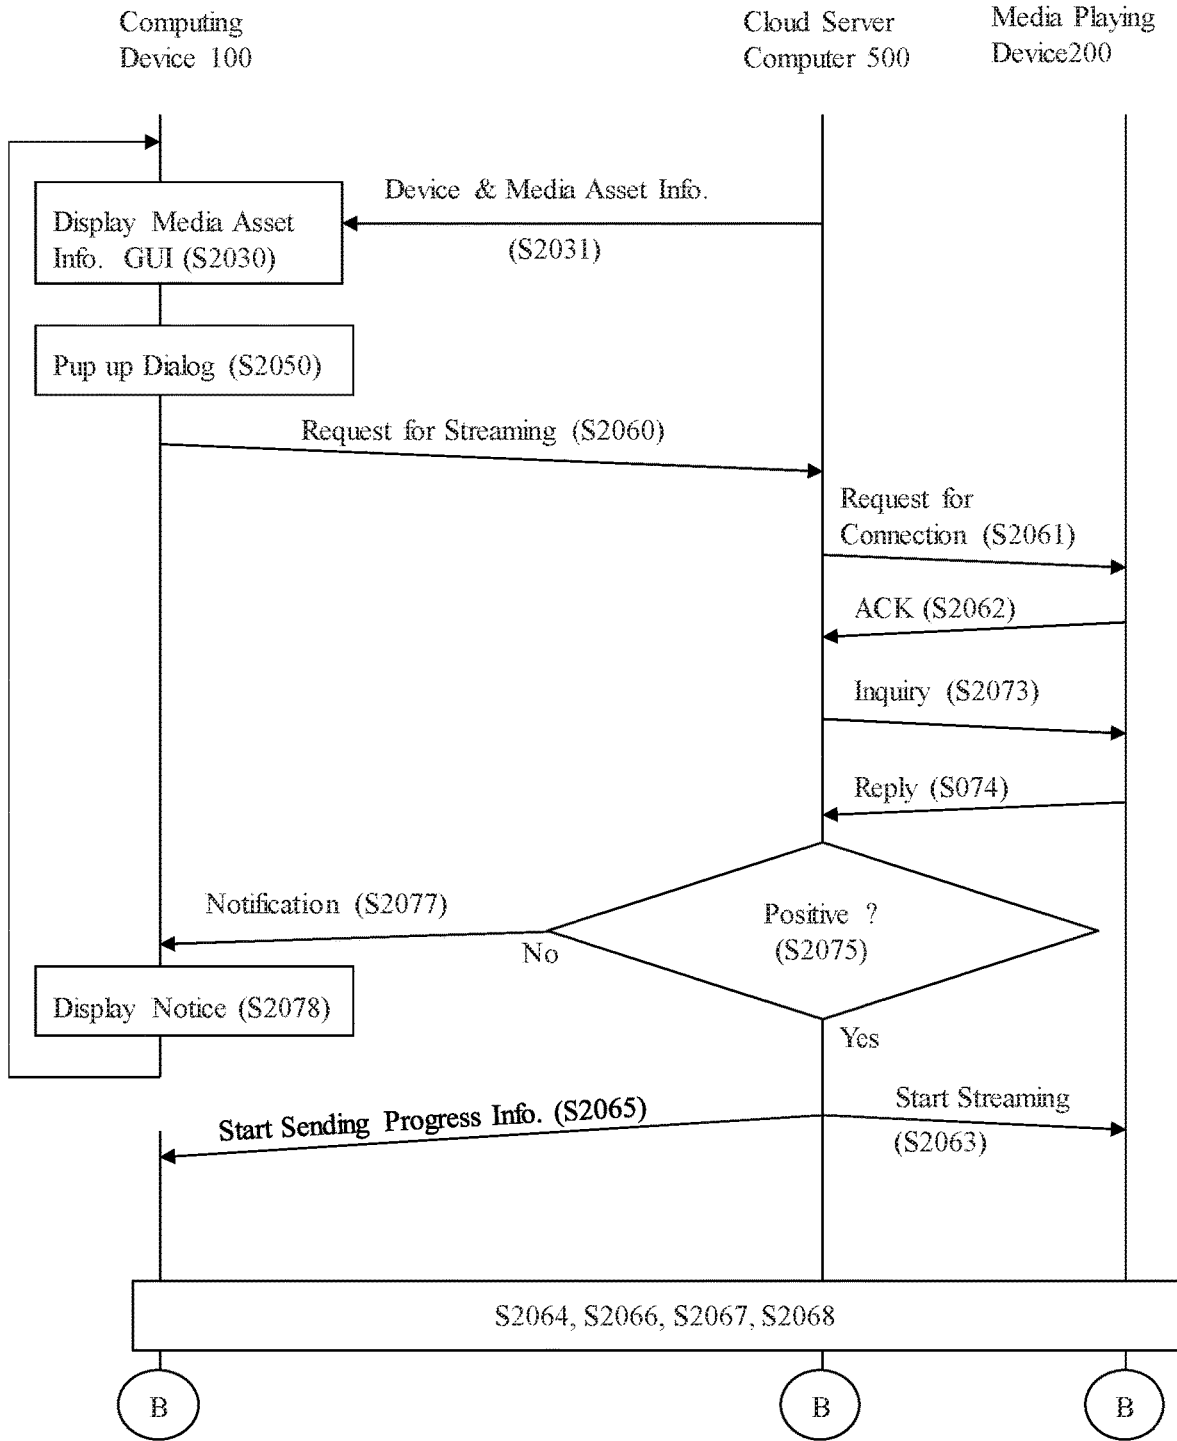 Computing
Device 100
Cloud Server
Computer 500
Media Playing
Device200
Device & Media Asset Info.
(S2031)
Display Media Asset
Info. GUI (S2030)
Pup up Dialog (S2050)
Request for Streaming (S2060)
Request for
Connection (S2061)
ACK (S2062)
Inquiry (S2073)
Reply (S074)
Positive ?
(S2075)
Notification (S2077)
No
Display Notice (S2078)
Yes
Start Sending Progress Info. (S2065)
Start Streaming
(S2063)
S2064, S2066, S2067, S2068
B
B
B